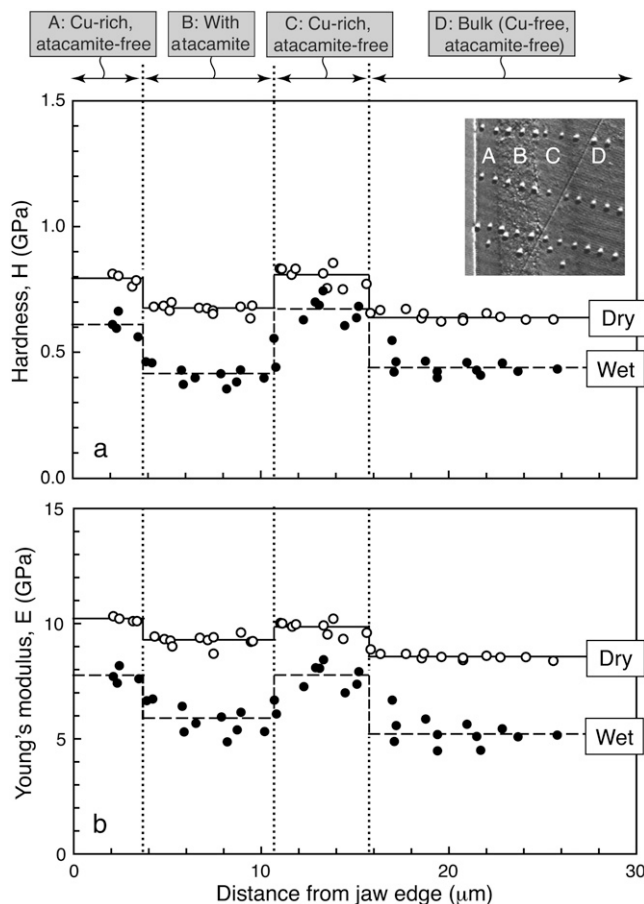 A: Cu-rich,
atacamite-free
B: With
atacamite
C: Cu-rich,
atacamite-free
D: Bulk (Cu-free,
atacamite-free)
1.5
1.0
0.5
0.0
Hardness, H (GPa)
A B C D
Dry
Wet
a
15
10
5
0
Young's modulus, E (GPa)
Dry
Wet
b
0 10 20 30
Distance from jaw edge (μm)